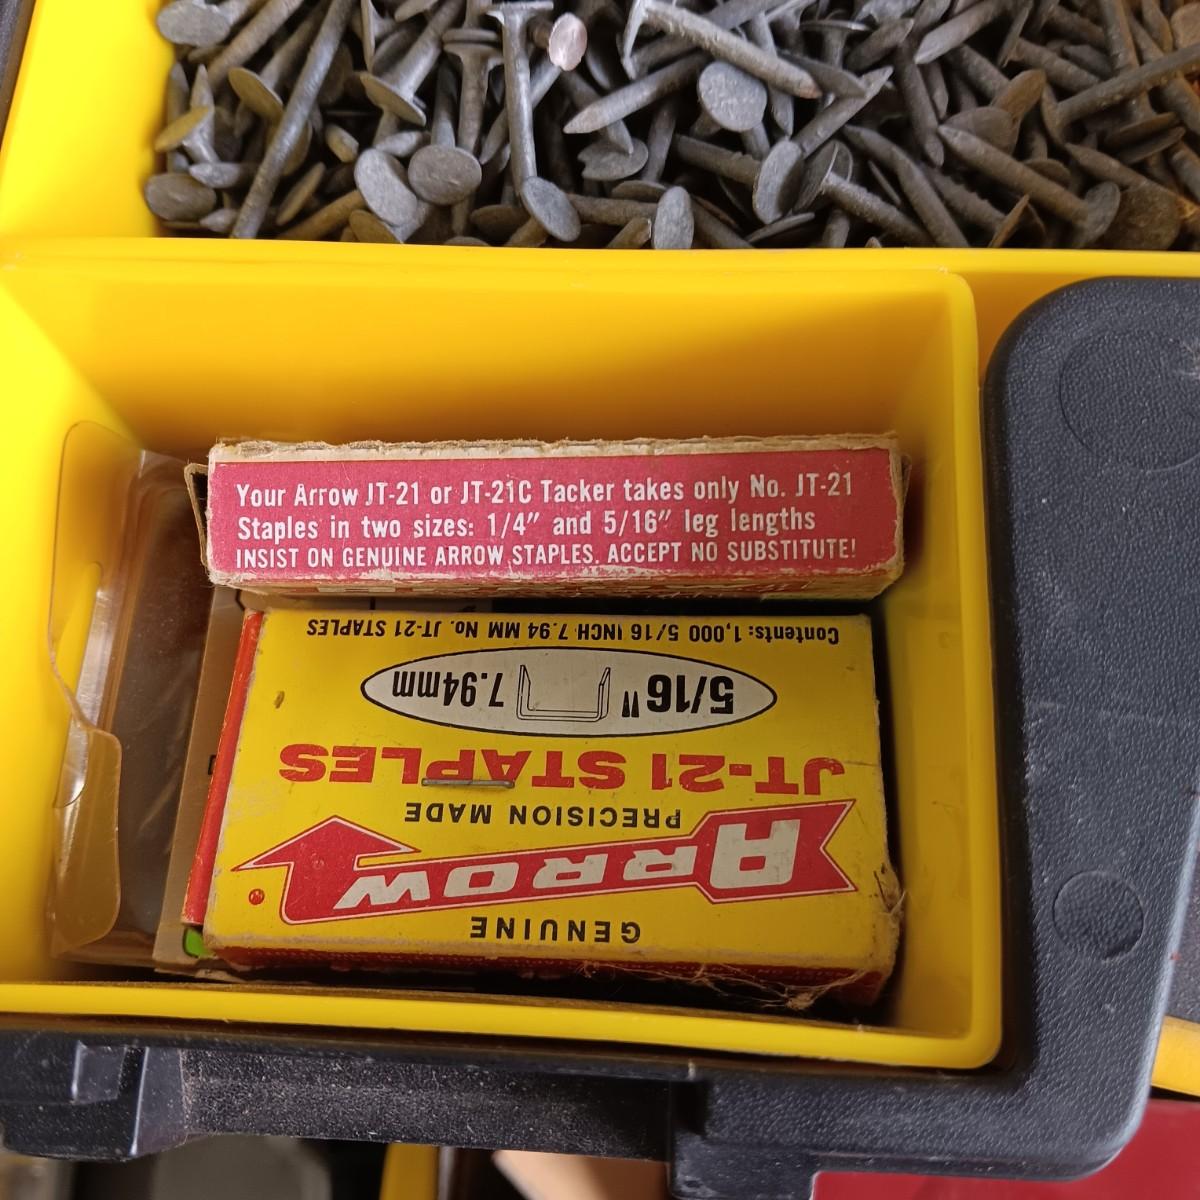 Your Arrow JT-21 or JT-21C Tacker takes only No. JT-21
Staples in two sizes: 1/4" and 5/16" leg lengths
INSIST ON GENUINE ARROW STAPLES. ACCEPT NO SUBSTITUTE!
GENUINE
ARROW
PRECISION MADE
JT-21 STAPLES
5/16" 7.94mm
Contents: 1,000 5/16 INCH-7.94 MM No. JT-21 STAPLES